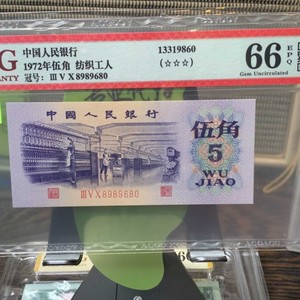 G
RANTY
中国人民银行
1972年伍角 纺织工人
冠号: III V X 8989680
13319860
(☆☆☆)
66
EPQ
Gem Uncirculated
中国人民银行
伍角
5
WU
JIAO
III V X 8989680
66